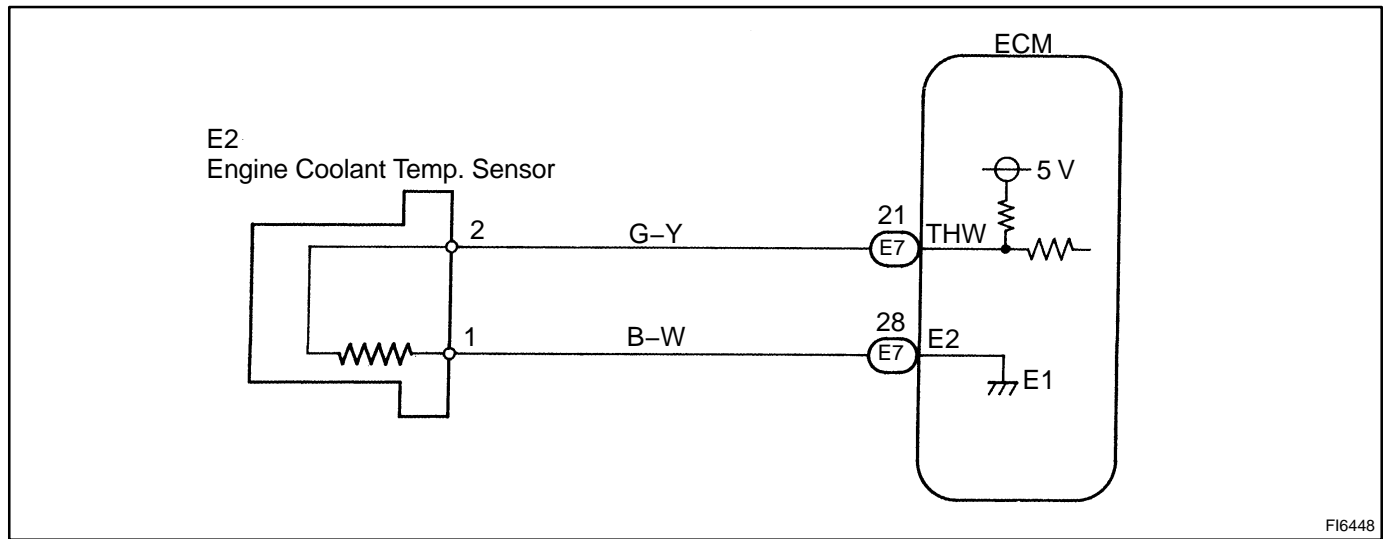 ECM
E2
Engine Coolant Temp. Sensor
5 V
2
G–Y
21
E7
THW
1
B–W
28
E7
E2
E1
FI6448